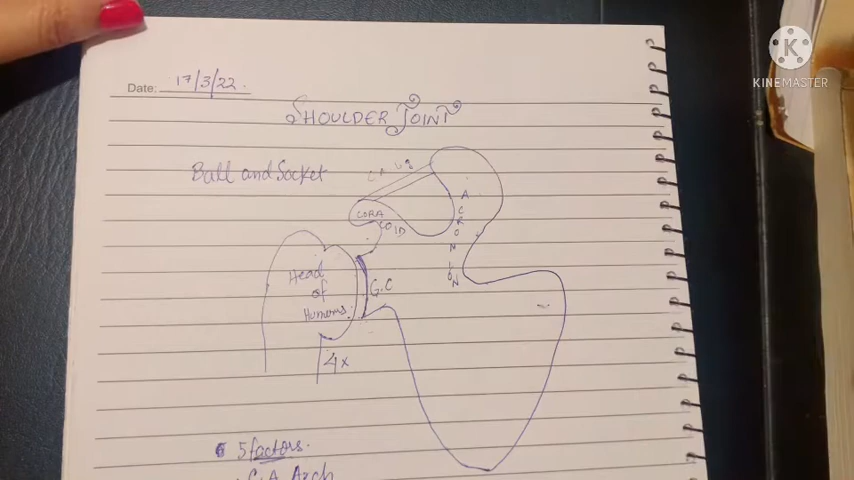 17/3/22.
Date:
SHOULDER JOINT
K
KINEMASTER
Ball and Socket
CORA
COID
ACROMION
Head
of
Humerus.
G.C
4x
5 factors.
C.A Arch